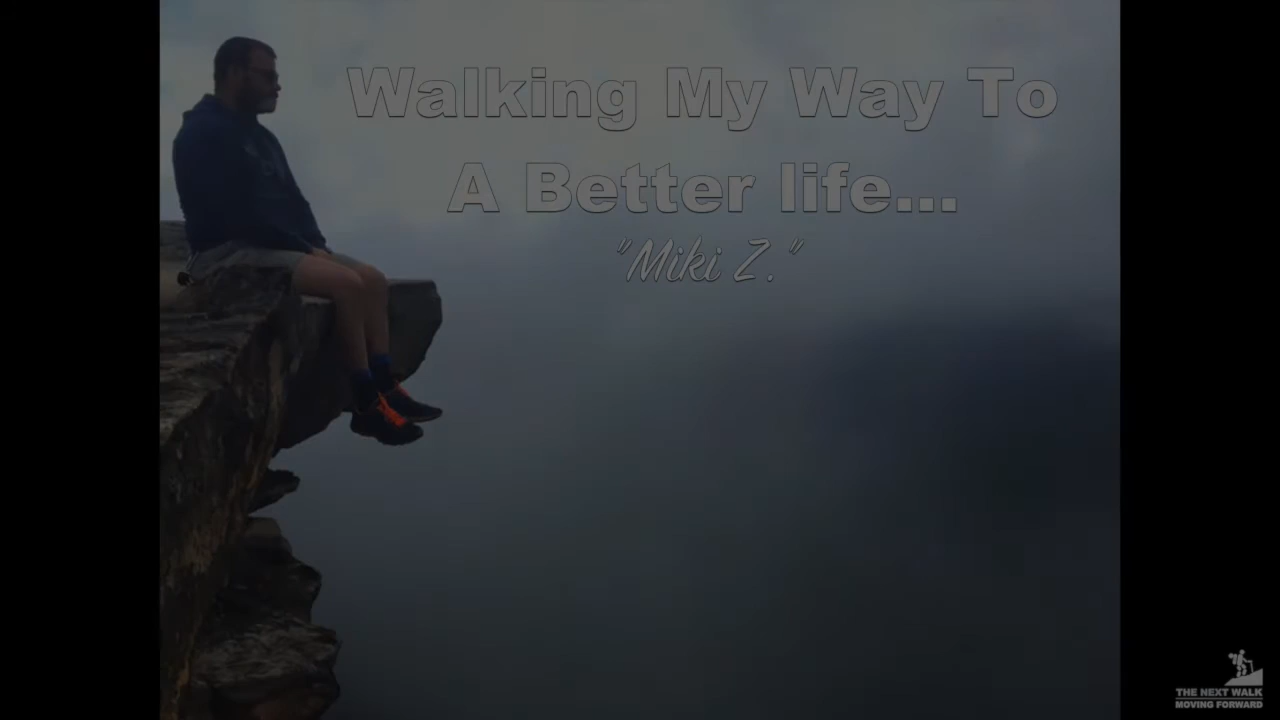 Walking My Way To
A Better life...
"Miki Z."
THE NEXT WALK
MOVING FORWARD